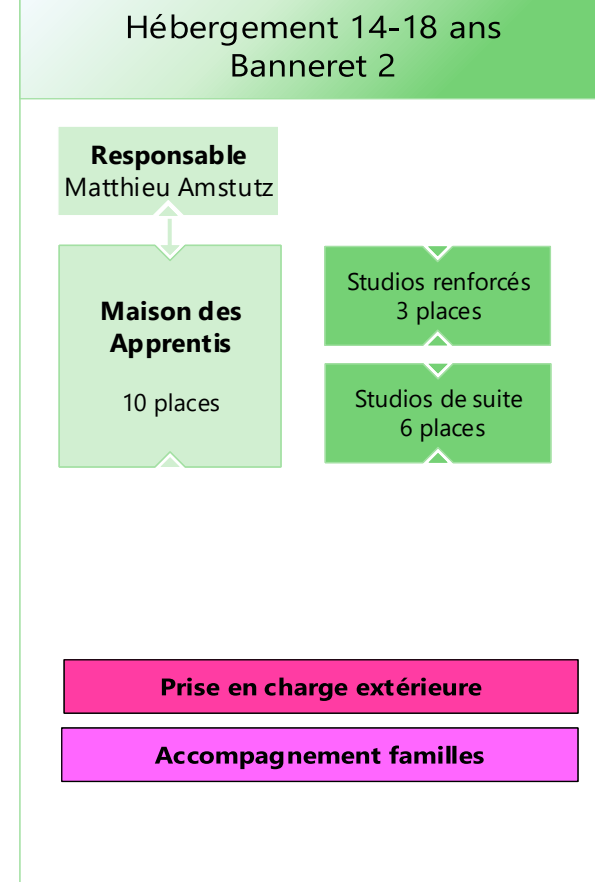 Hébergement 14-18 ans
Banneret 2
Responsable
Matthieu Amstutz
Maison des
Apprentis
10 places
Studios renforcés
3 places
Studios de suite
6 places
Prise en charge extérieure
Accompagnement familles